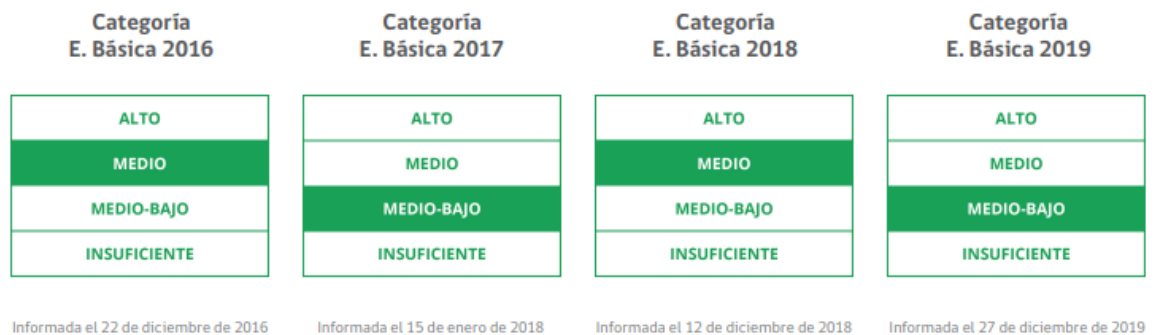 Categoría
E. Básica 2016
ALTO
MEDIO
MEDIO-BAJO
INSUFICIENTE
Informada el 22 de diciembre de 2016
Categoría
E. Básica 2017
ALTO
MEDIO
MEDIO-BAJO
INSUFICIENTE
Informada el 15 de enero de 2018
Categoría
E. Básica 2018
ALTO
MEDIO
MEDIO-BAJO
INSUFICIENTE
Informada el 12 de diciembre de 2018
Categoría
E. Básica 2019
ALTO
MEDIO
MEDIO-BAJO
INSUFICIENTE
Informada el 27 de diciembre de 2019